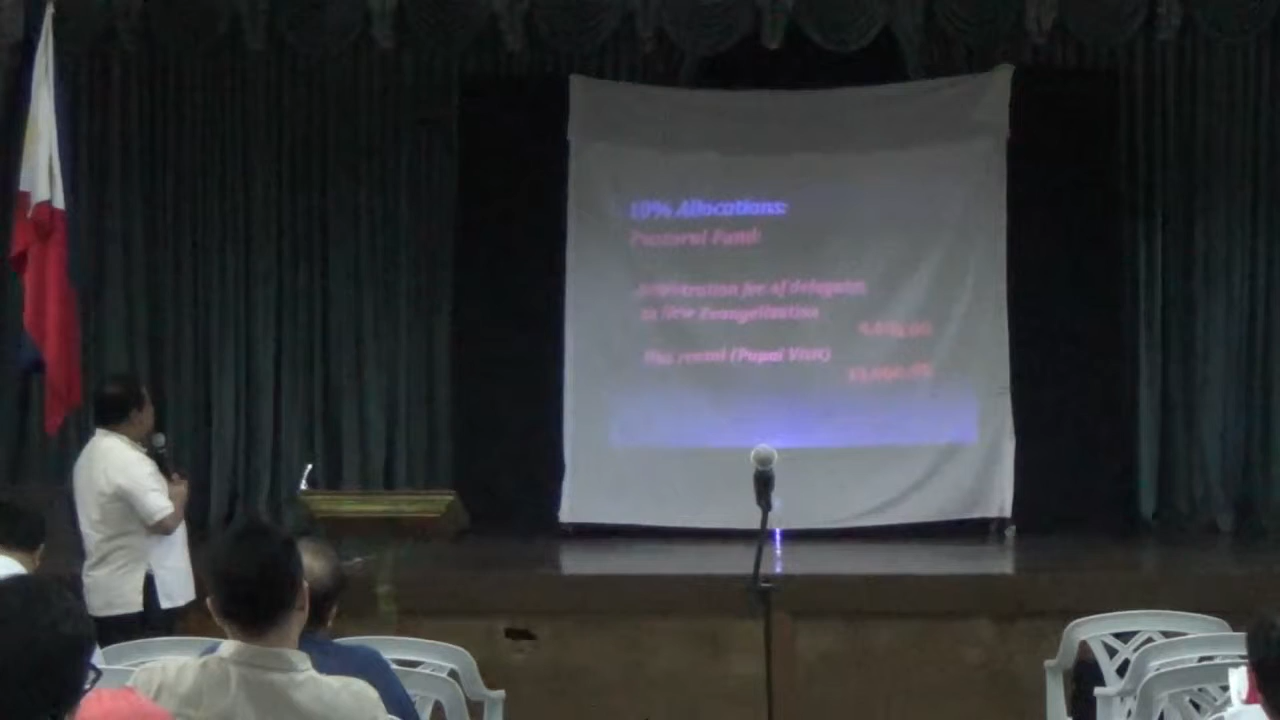 10% Allocations:
Pastoral Fund:
Registration fee of delegates
to New Evangelization
Bus rental (Papal Visit)